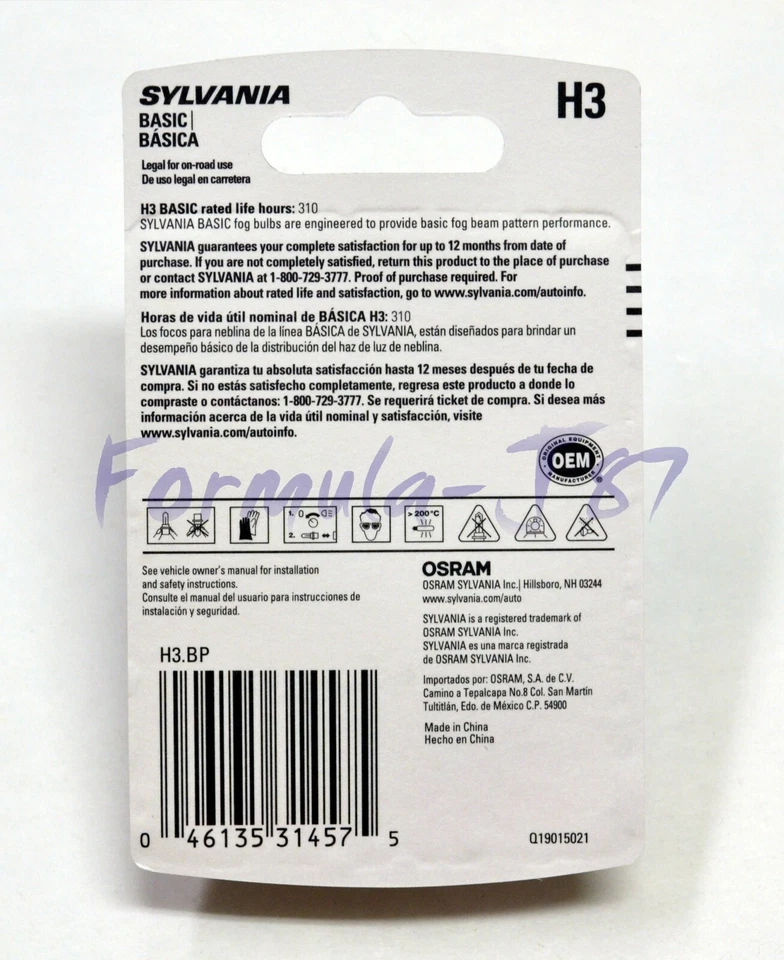 SYLVANIA
BASIC|
BÁSICA
H3
Legal for on-road use
De uso legal en carretera
H3 BASIC rated life hours: 310
SYLVANIA BASIC fog bulbs are engineered to provide basic fog beam pattern performance.
SYLVANIA guarantees your complete satisfaction for up to 12 months from date of
purchase. If you are not completely satisfied, return this product to the place of purchase
or contact SYLVANIA at 1-800-729-3777. Proof of purchase required. For
more information about rated life and satisfaction, go to www.sylvania.com/autoinfo.
Horas de vida útil nominal de BÁSICA H3: 310
Los focos para neblina de la línea BÁSICA de SYLVANIA, están diseñados para brindar un
desempeño básico de la distribución del haz de luz de neblina.
SYLVANIA garantiza tu absoluta satisfacción hasta 12 meses después de tu fecha de
compra. Si no estás satisfecho completamente, regresa este producto a donde lo
compraste o contáctanos: 1-800-729-3777. Se requerirá ticket de compra. Si desea más
información acerca de la vida útil nominal y satisfacción, visite
www.sylvania.com/autoinfo.
ORIGINAL EQUIPMENT
OEM
MANUFACTURER
®
Formula-J87
1. 0
2.
> 200 °C
See vehicle owner's manual for installation
and safety instructions.
Consulte el manual del usuario para instrucciones de
instalación y seguridad.
OSRAM
OSRAM SYLVANIA Inc.| Hillsboro, NH 03244
www.sylvania.com/auto
SYLVANIA is a registered trademark of
OSRAM SYLVANIA Inc.
SYLVANIA es una marca registrada
de OSRAM SYLVANIA Inc.
Importados por: OSRAM, S.A. de C.V.
Camino a Tepalcapa No.8 Col. San Martín
Tultitlán, Edo. de México C.P. 54900
Made in China
Hecho en China
H3.BP
0 46135 31457 5
Q19015021